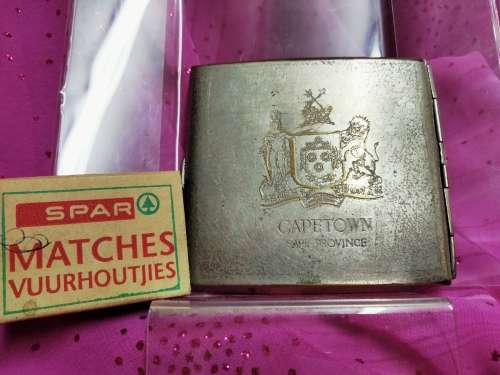 SPAR
MATCHES
VUURHOUTJIES
CAPETOWN
CAPE PROVINCE